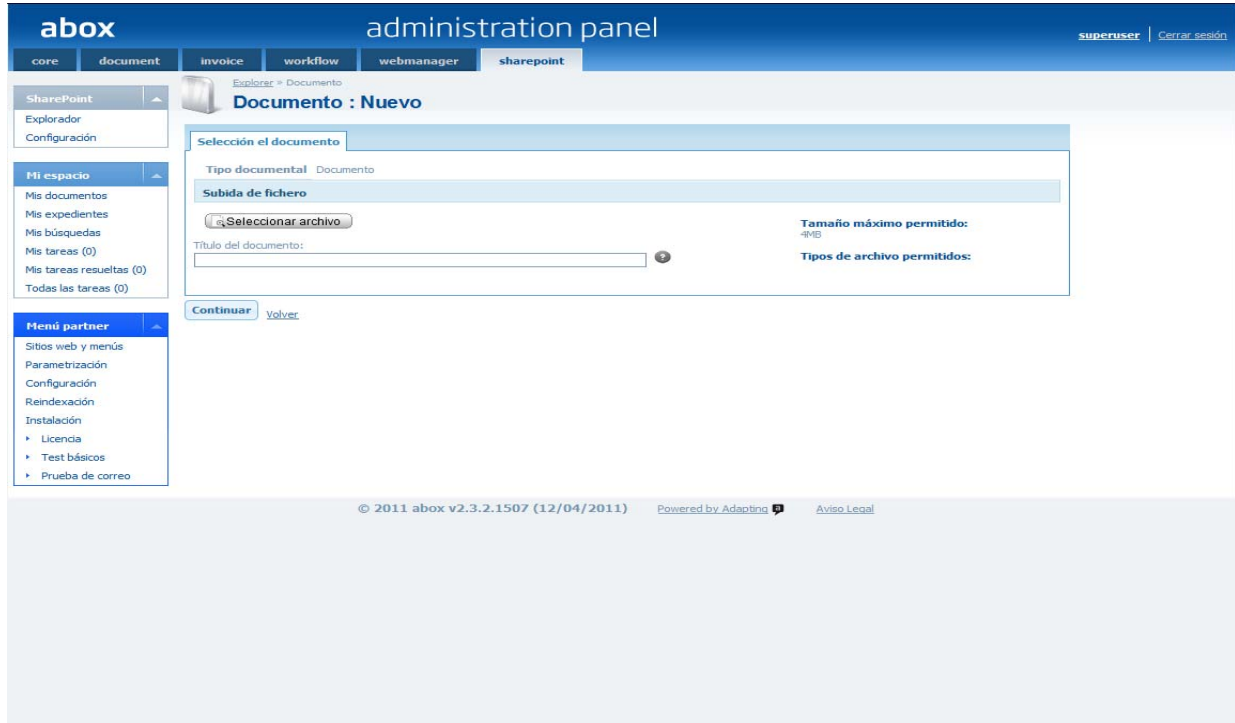 abox
administration panel
superuser | Cerrar sesión
core document invoice workflow webmanager sharepoint
SharePoint
Explorador
Configuración
Mi espacio
Mis documentos
Mis expedientes
Mis búsquedas
Mis tareas (0)
Mis tareas resueltas (0)
Todas las tareas (0)
Menú partner
Sitios web y menús
Parametrización
Configuración
Reindexación
Instalación
Licencia
Test básicos
Prueba de correo
Explorer » Documento
Documento : Nuevo
Selección el documento
Tipo documental Documento
Subida de fichero
Seleccionar archivo
Título del documento:
?
Tamaño máximo permitido:
4MB
Tipos de archivo permitidos:
Continuar Volver
© 2011 abox v2.3.2.1507 (12/04/2011) Powered by Adapting a Aviso Legal